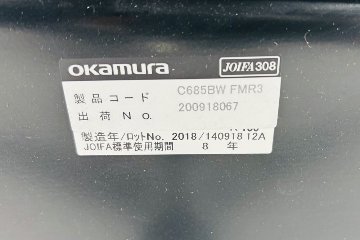 okamura JOIFA308
製品コード C685BW FMR3
出荷No. 200918067
製造年/ロットNo. 2018/140918 12A
JOIFA標準使用期間 8 年